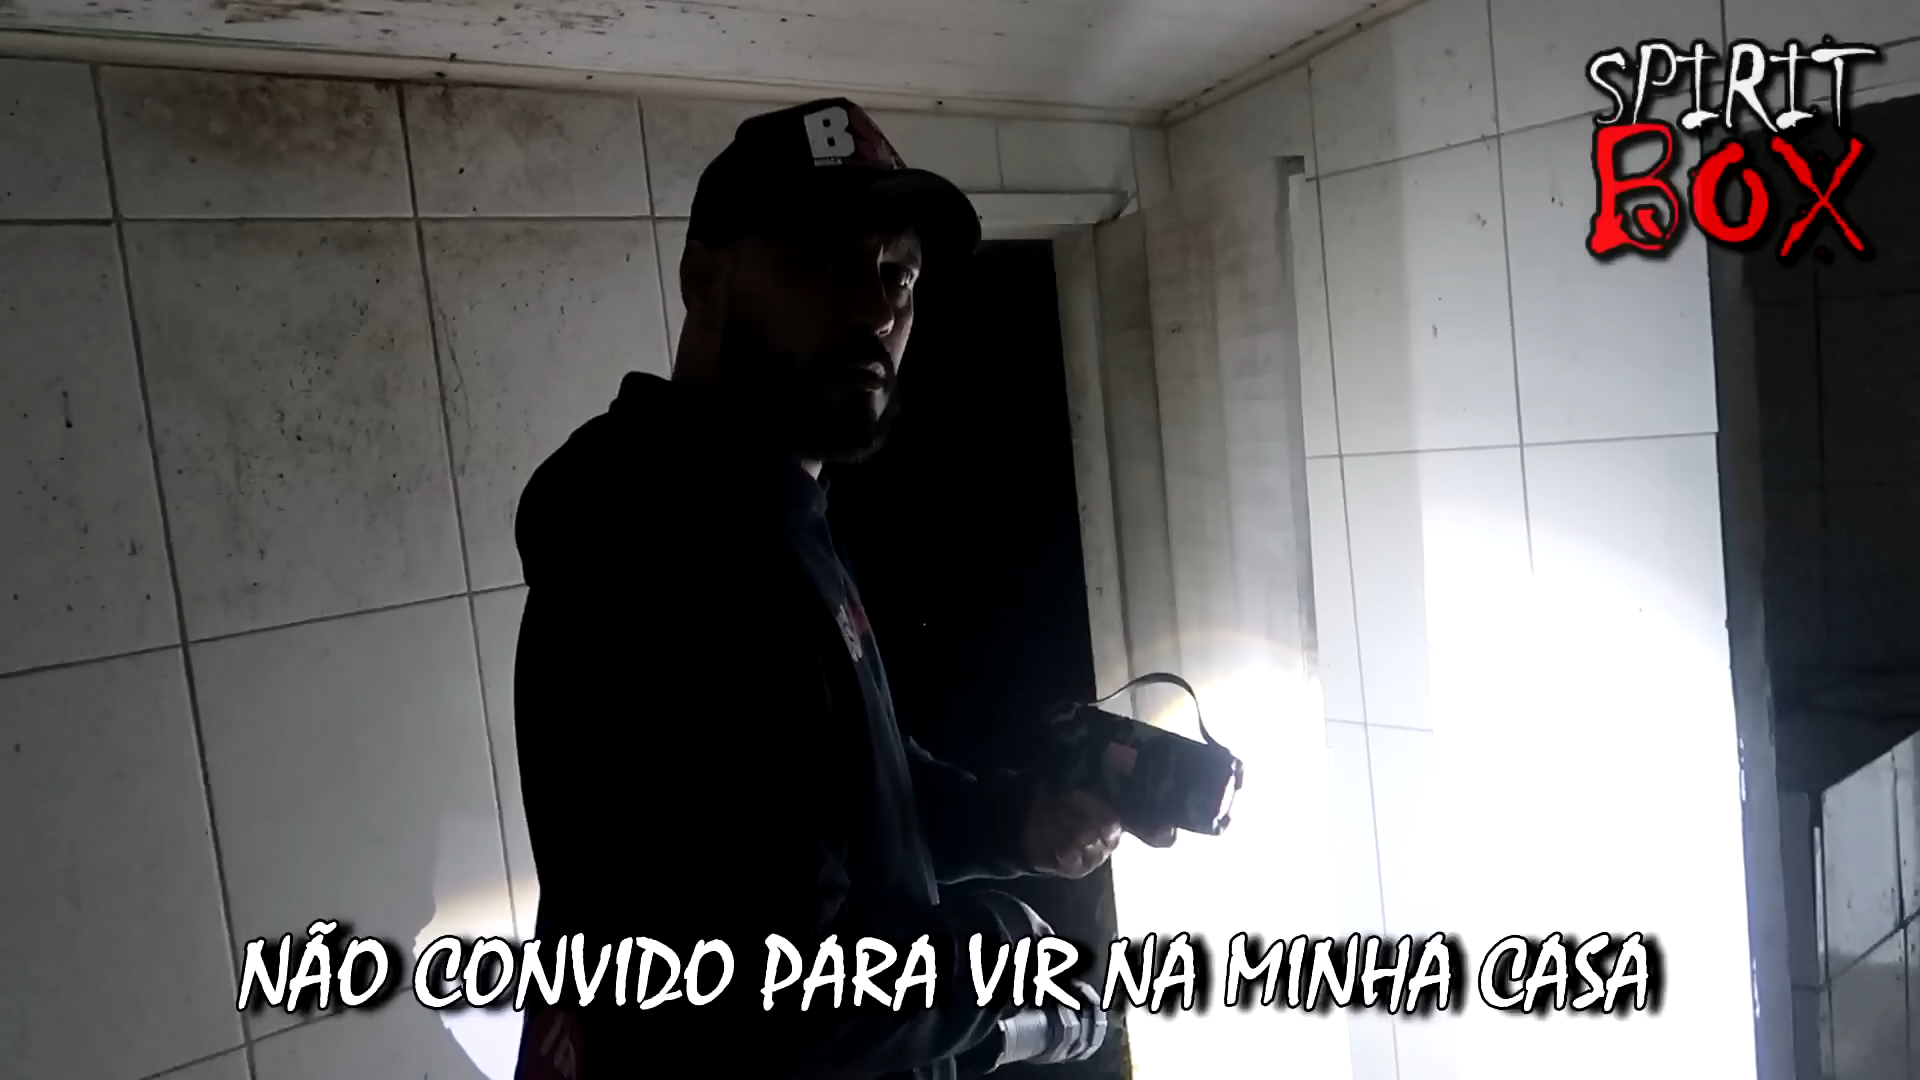 SPIRIT
BOX
B
NÃO CONVIDO PARA VIR NA MINHA CASA